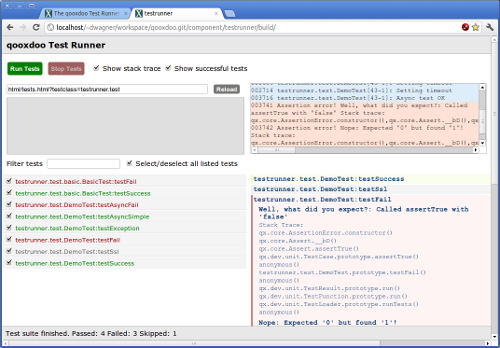 The qooxdoo Test Runner
testrunner
localhost/~dwagner/workspace/qooxdoo.git/component/testrunner/build/
qooxdoo Test Runner
Run Tests
Stop Tests
Show stack trace
Show successful tests
html/tests.html?testclass=testrunner.test
Reload
002714 testrunner.test.DemoTest[43-1]: Setting timeout
003716 testrunner.test.DemoTest[43-1]: Async test OK
003741 Assertion error! Well, what did you expect?: Called
assertTrue with 'false' Stack trace:
qx.core.AssertionError.constructor(),qx.core.Assert.__bD(),qx
003742 Assertion error! Nope: Expected '0' but found '1'!
Stack trace:
qx.core.AssertionError.constructor(),qx.core.Assert.__bD(),qx
Filter tests
Select/deselect all listed tests
testrunner.test.basic.BasicTest:testFail
testrunner.test.basic.BasicTest:testSuccess
testrunner.test.DemoTest:testAsyncFail
testrunner.test.DemoTest:testAsyncSimple
testrunner.test.DemoTest:testException
testrunner.test.DemoTest:testFail
testrunner.test.DemoTest:testSsl
testrunner.test.DemoTest:testSuccess
testrunner.test.DemoTest:testSuccess
testrunner.test.DemoTest:testSsl
testrunner.test.DemoTest:testFail
Well, what did you expect?: Called assertTrue with
'false'
Stack Trace:
qx.core.AssertionError.constructor()
qx.core.Assert.__bD()
qx.core.Assert.assertTrue()
qx.dev.unit.TestCase.prototype.assertTrue()
anonymous()
testrunner.test.DemoTest.prototype.testFail()
anonymous()
qx.dev.unit.TestResult.prototype.run()
qx.dev.unit.TestFunction.prototype.run()
qx.dev.unit.TestLoader.prototype.runTests()
anonymous()
Nope: Expected '0' but found '1'!
Test suite finished. Passed: 4 Failed: 3 Skipped: 1